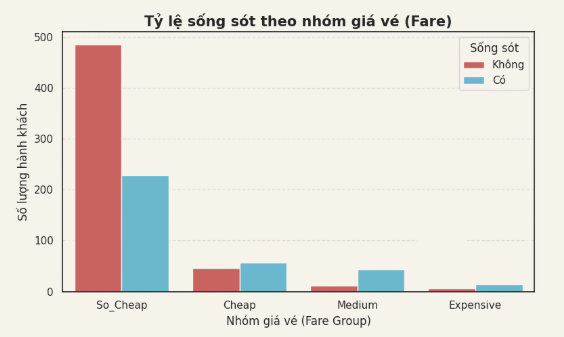 Tỷ lệ sống sót theo nhóm giá vé (Fare)
Sống sót
Không
Có
Số lượng hành khách
500
400
300
200
100
0
So_Cheap
Cheap
Medium
Expensive
Nhóm giá vé (Fare Group)